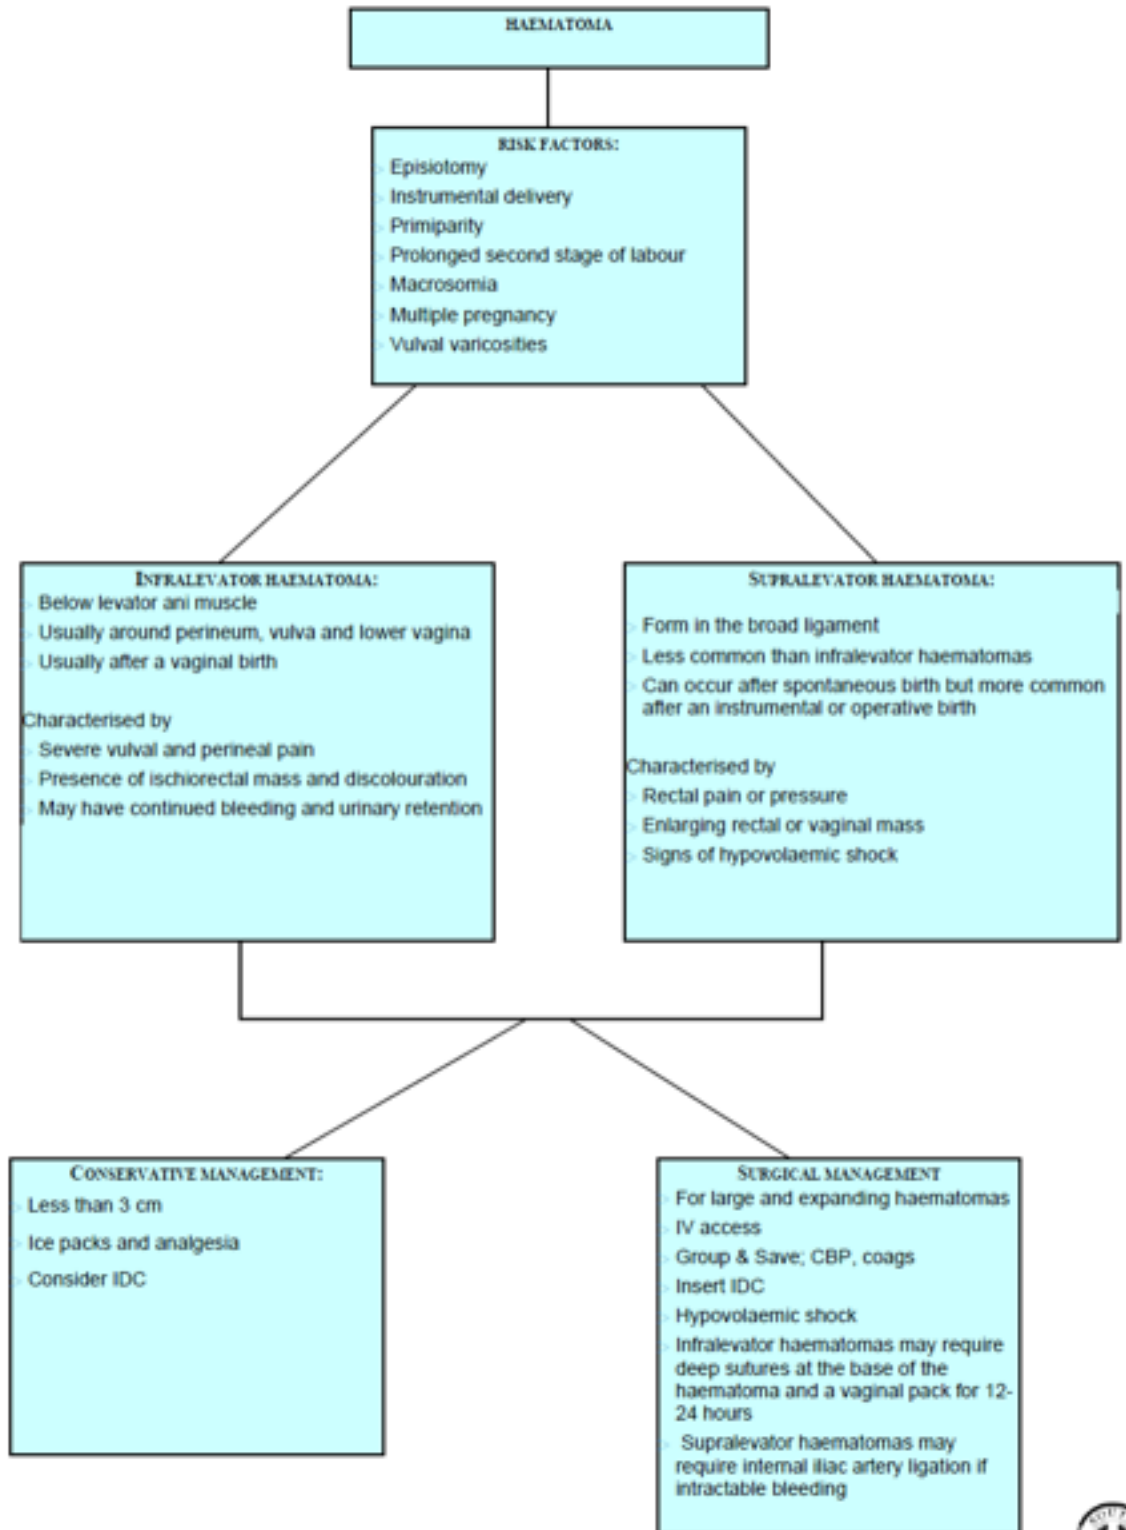 HAEMATOMA
RISK FACTORS:
Episiotomy
Instrumental delivery
Primiparity
Prolonged second stage of labour
Macrosomia
Multiple pregnancy
Vulval varicosities
INFRALEVATOR HAEMATOMA:
Below levator ani muscle
Usually around perineum, vulva and lower vagina
Usually after a vaginal birth
Characterised by
Severe vulval and perineal pain
Presence of ischiorectal mass and discolouration
May have continued bleeding and urinary retention
SUPRALEVATOR HAEMATOMA:
Form in the broad ligament
Less common than infralevator haematomas
Can occur after spontaneous birth but more common
after an instrumental or operative birth
Characterised by
Rectal pain or pressure
Enlarging rectal or vaginal mass
Signs of hypovolaemic shock
CONSERVATIVE MANAGEMENT:
Less than 3 cm
Ice packs and analgesia
Consider IDC
SURGICAL MANAGEMENT
For large and expanding haematomas
IV access
Group & Save; CBP, coags
Insert IDC
Hypovolaemic shock
Infralevator haematomas may require
deep sutures at the base of the
haematoma and a vaginal pack for 12-
24 hours
Supralevator haematomas may
require internal iliac artery ligation if
intractable bleeding